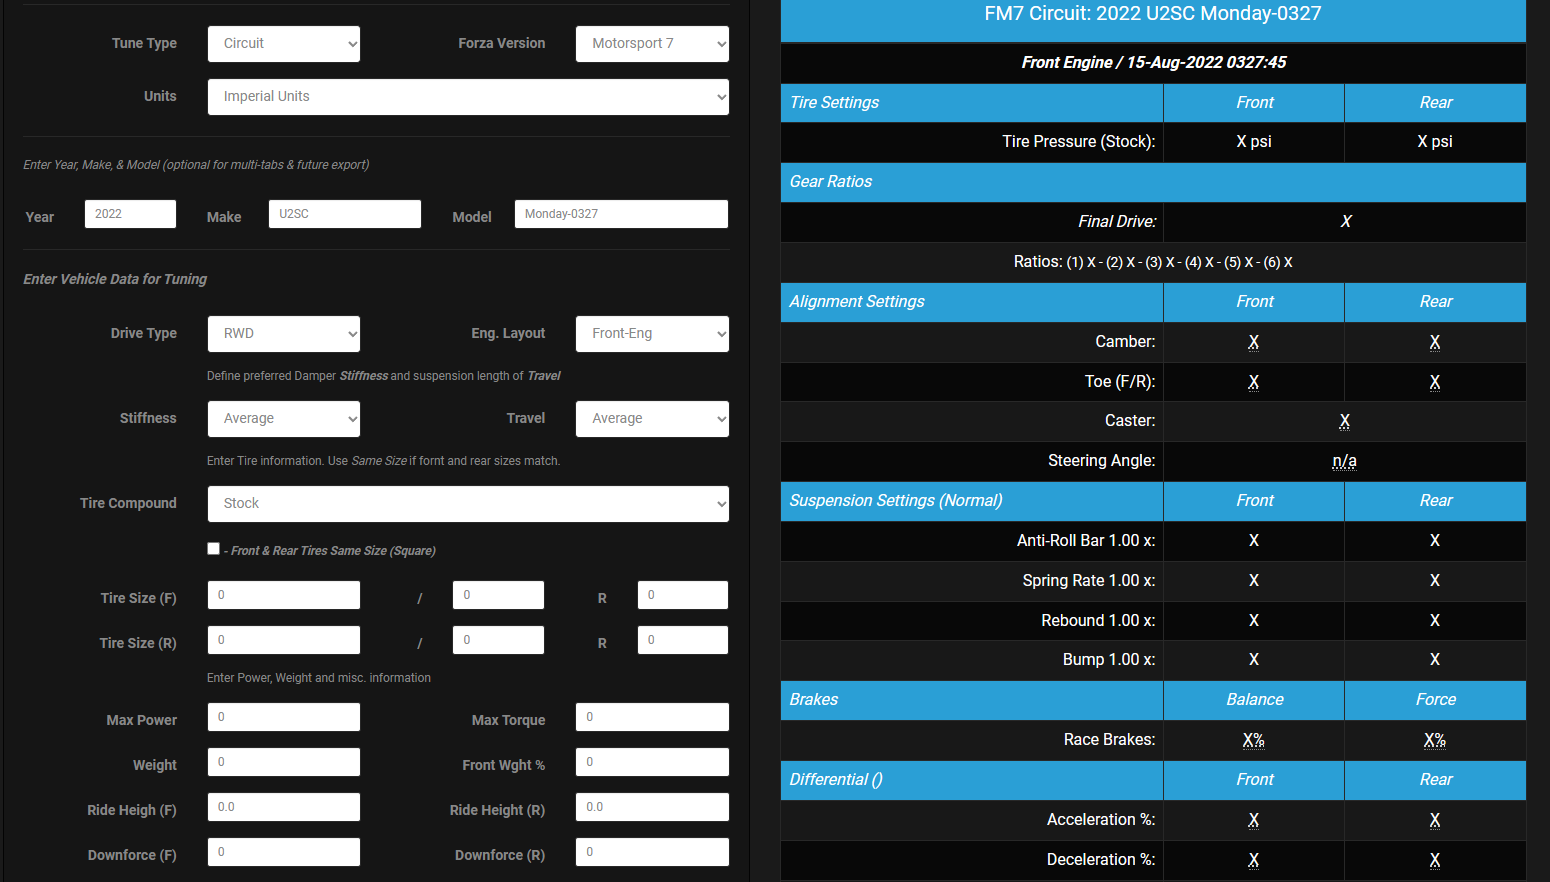 Tune Type Circuit Forza Version Motorsport 7
Units Imperial Units
Enter Year, Make, & Model (optional for multi-tabs & future export)
Year 2022 Make U2SC Model Monday-0327
Enter Vehicle Data for Tuning
Drive Type RWD Eng. Layout Front-Eng
Define preferred Damper Stiffness and suspension length of Travel
Stiffness Average Travel Average
Enter Tire information. Use Same Size if fornt and rear sizes match.
Tire Compound Stock
- Front & Rear Tires Same Size (Square)
Tire Size (F) 0 / 0 R 0
Tire Size (R) 0 / 0 R 0
Enter Power, Weight and misc. information
Max Power 0 Max Torque 0
Weight 0 Front Wght % 0
Ride Heigh (F) 0.0 Ride Height (R) 0.0
Downforce (F) 0 Downforce (R) 0
FM7 Circuit: 2022 U2SC Monday-0327
Front Engine / 15-Aug-2022 0327:45
Tire Settings Front Rear
Tire Pressure (Stock): X psi X psi
Gear Ratios
Final Drive: X
Ratios: (1) X - (2) X - (3) X - (4) X - (5) X - (6) X
Alignment Settings Front Rear
Camber: X X
Toe (F/R): X X
Caster: X
Steering Angle: n/a
Suspension Settings (Normal) Front Rear
Anti-Roll Bar 1.00 x: X X
Spring Rate 1.00 x: X X
Rebound 1.00 x: X X
Bump 1.00 x: X X
Brakes Balance Force
Race Brakes: X%R X%R
Differential () Front Rear
Acceleration %: X X
Deceleration %: X X